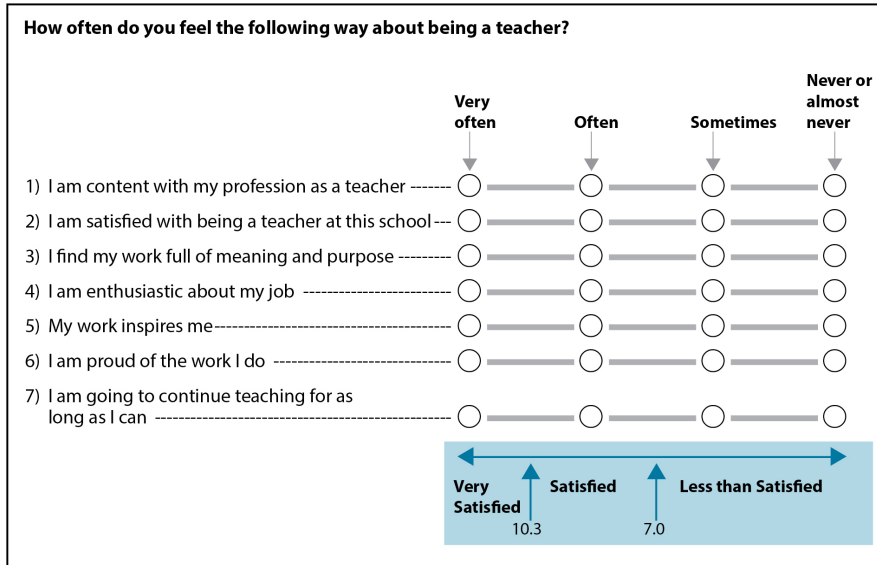 How often do you feel the following way about being a teacher?
Very often
Often
Sometimes
Never or almost never
1) I am content with my profession as a teacher -------
2) I am satisfied with being a teacher at this school---
3) I find my work full of meaning and purpose ---------
4) I am enthusiastic about my job -------------------------
5) My work inspires me----------------------------------------
6) I am proud of the work I do ------------------------------
7) I am going to continue teaching for as
long as I can --------------------------------------------------
Very Satisfied
Satisfied
Less than Satisfied
10.3
7.0